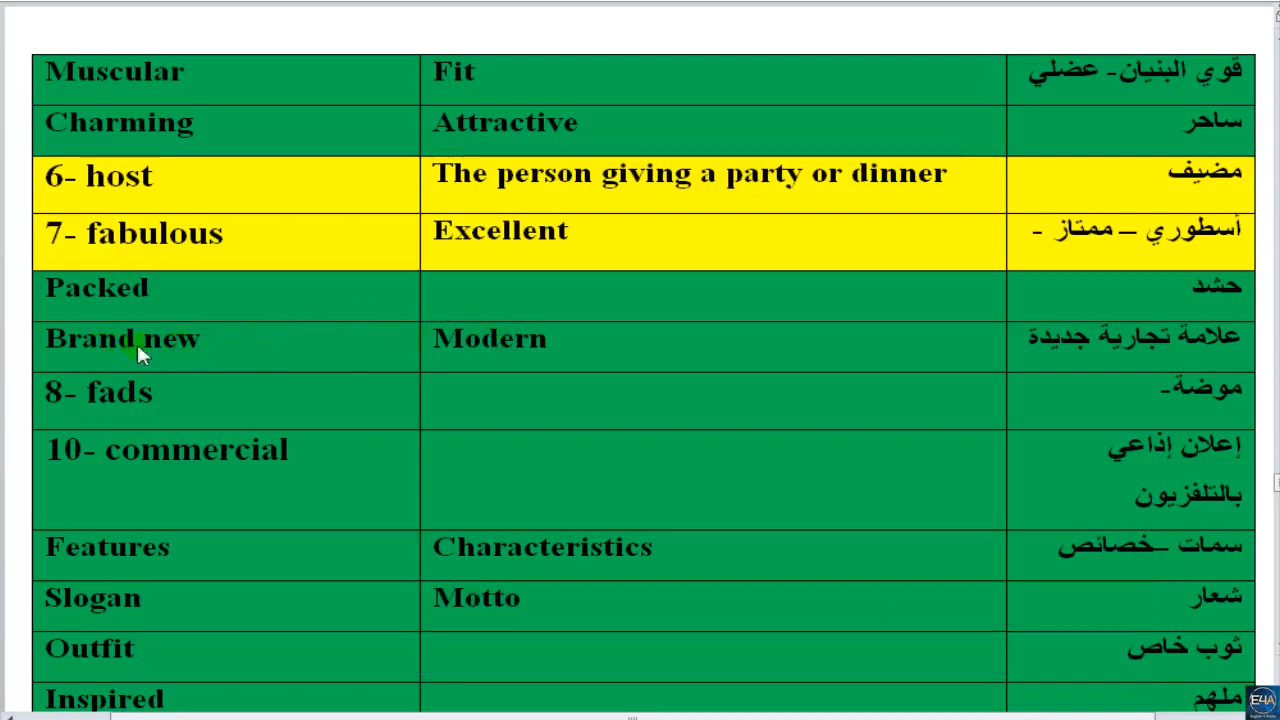 Muscular Fit قوي البنيان- عضلي
Charming Attractive ساحر
6- host The person giving a party or dinner مضيف
7- fabulous Excellent أسطوري – ممتاز -
Packed حشد
Brand new Modern علامة تجارية جديدة
8- fads موضة-
10- commercial إعلان إذاعي
بالتلفزيون
Features Characteristics سمات –خصائص
Slogan Motto شعار
Outfit ثوب خاص
Inspired ملهم
E4A